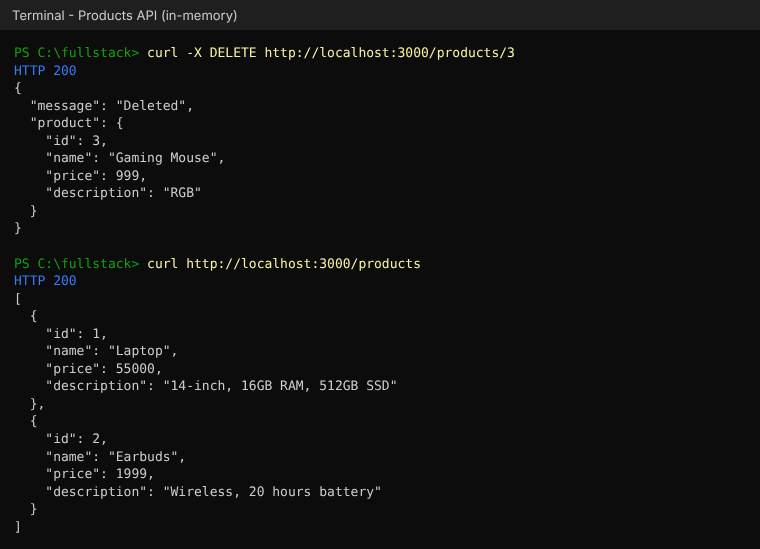 Terminal - Products API (in-memory)
PS C:\fullstack> curl -X DELETE http://localhost:3000/products/3
HTTP 200
{
  "message": "Deleted",
  "product": {
    "id": 3,
    "name": "Gaming Mouse",
    "price": 999,
    "description": "RGB"
  }
}
PS C:\fullstack> curl http://localhost:3000/products
HTTP 200
[
  {
    "id": 1,
    "name": "Laptop",
    "price": 55000,
    "description": "14-inch, 16GB RAM, 512GB SSD"
  },
  {
    "id": 2,
    "name": "Earbuds",
    "price": 1999,
    "description": "Wireless, 20 hours battery"
  }
]